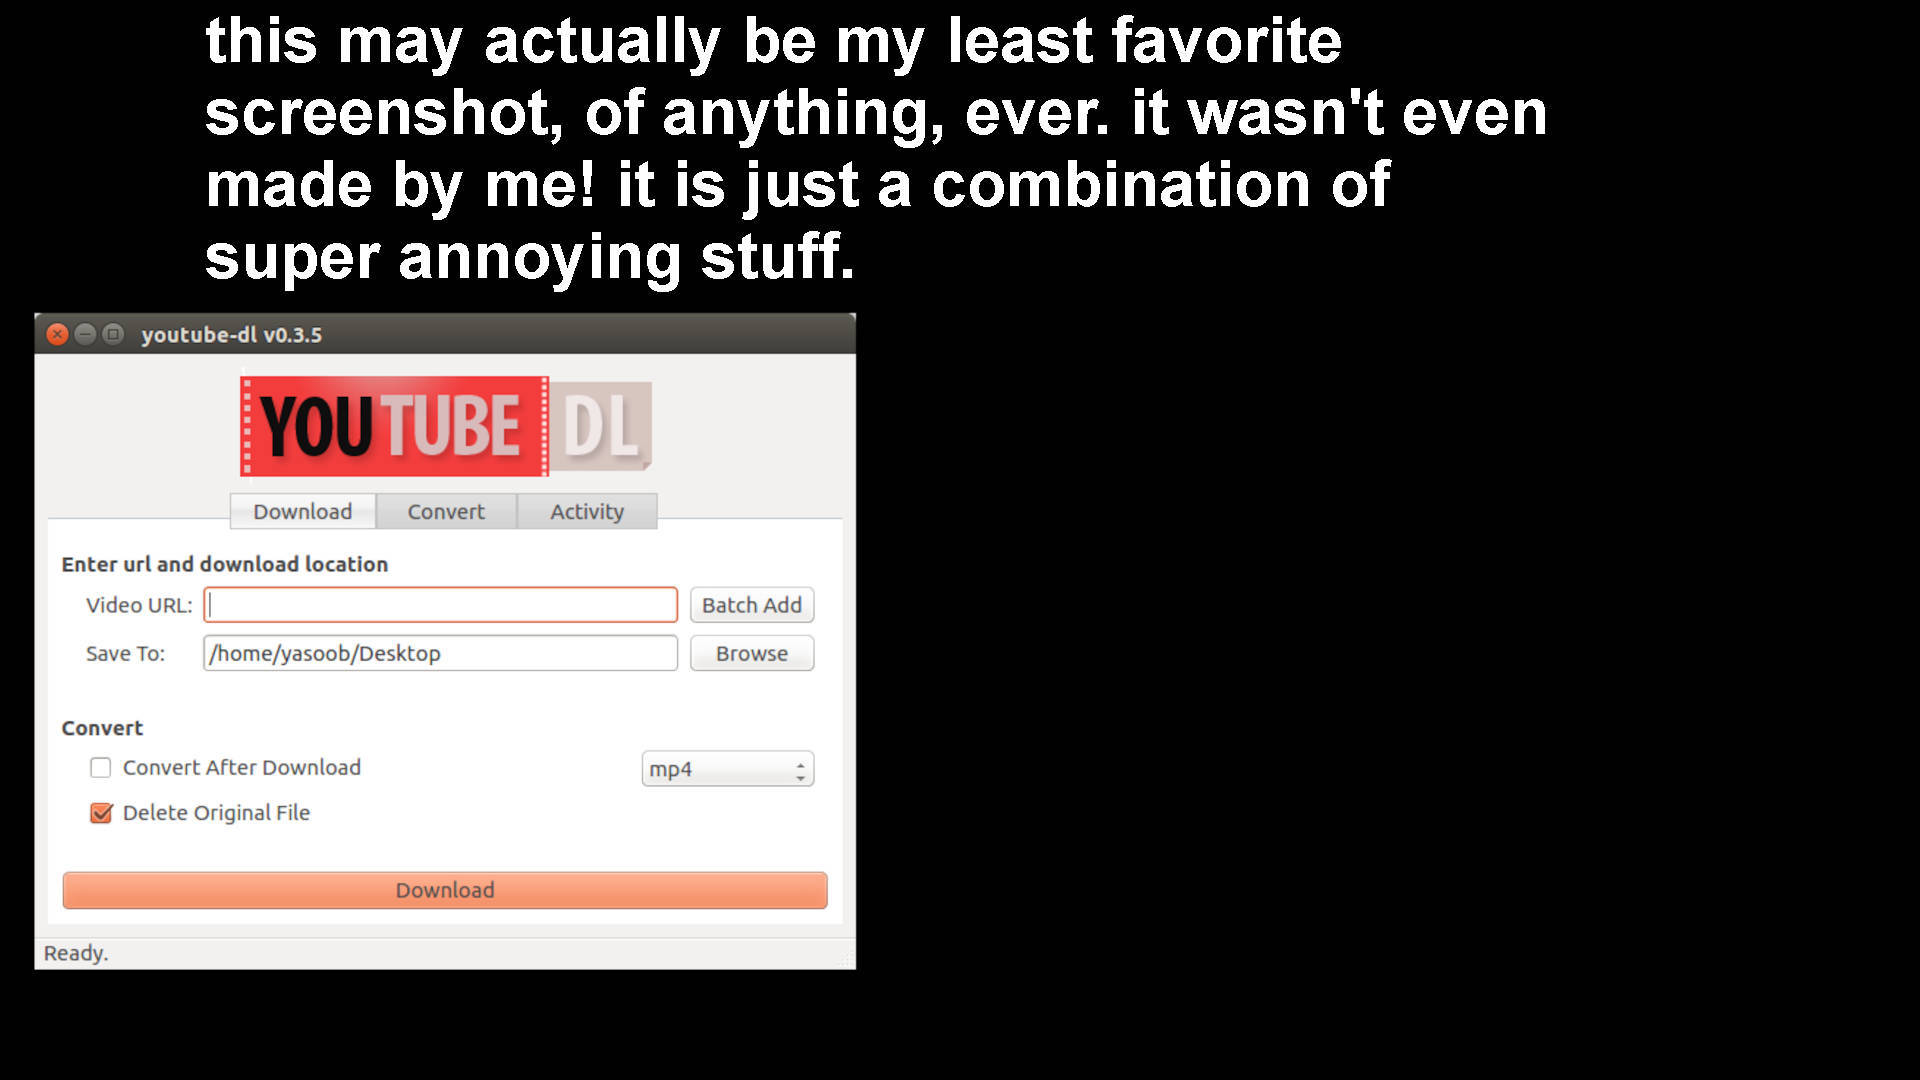 this may actually be my least favorite
screenshot, of anything, ever. it wasn't even
made by me! it is just a combination of
super annoying stuff.
youtube-dl v0.3.5
YOUTUBE DL
Download Convert Activity
Enter url and download location
Video URL: Batch Add
Save To: /home/yasoob/Desktop Browse
Convert
Convert After Download mp4
Delete Original File
Download
Ready.